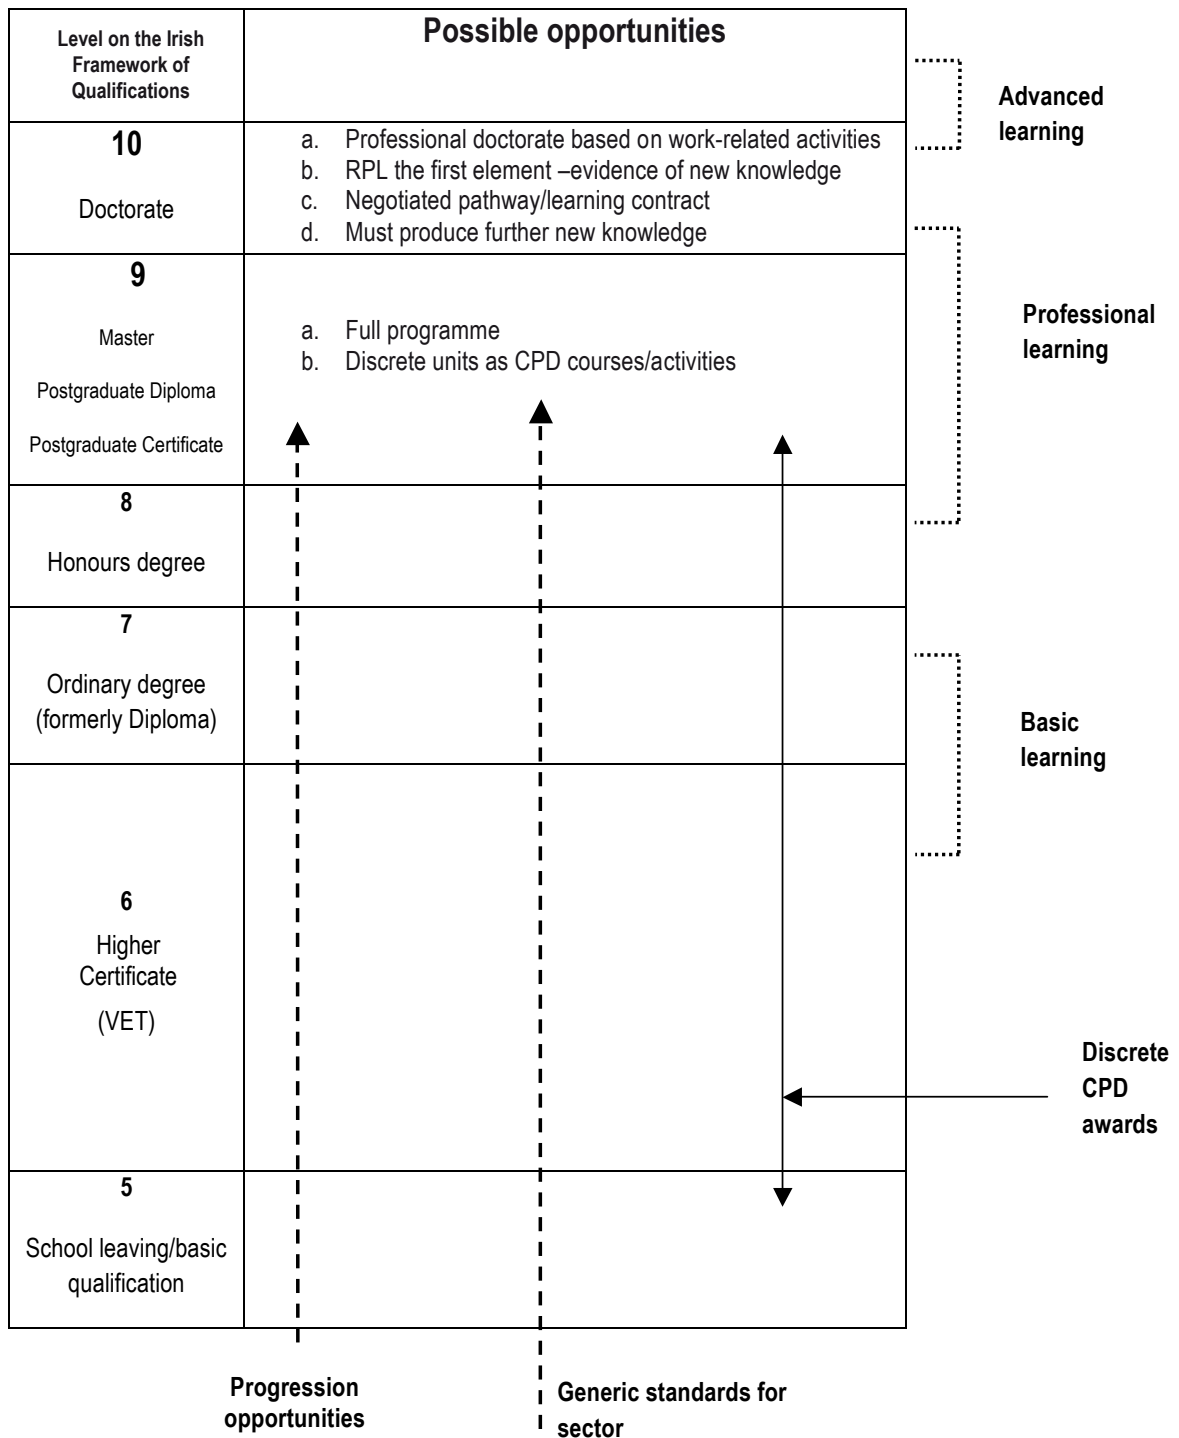 Level on the Irish
Framework of
Qualifications
Possible opportunities
Advanced
learning
10
Doctorate
a. Professional doctorate based on work-related activities
b. RPL the first element –evidence of new knowledge
c. Negotiated pathway/learning contract
d. Must produce further new knowledge
9
Master
Postgraduate Diploma
Postgraduate Certificate
a. Full programme
b. Discrete units as CPD courses/activities
Professional
learning
8
Honours degree
7
Ordinary degree
(formerly Diploma)
Basic
learning
6
Higher
Certificate
(VET)
Discrete
CPD
awards
5
School leaving/basic
qualification
Progression
opportunities
Generic standards for
sector